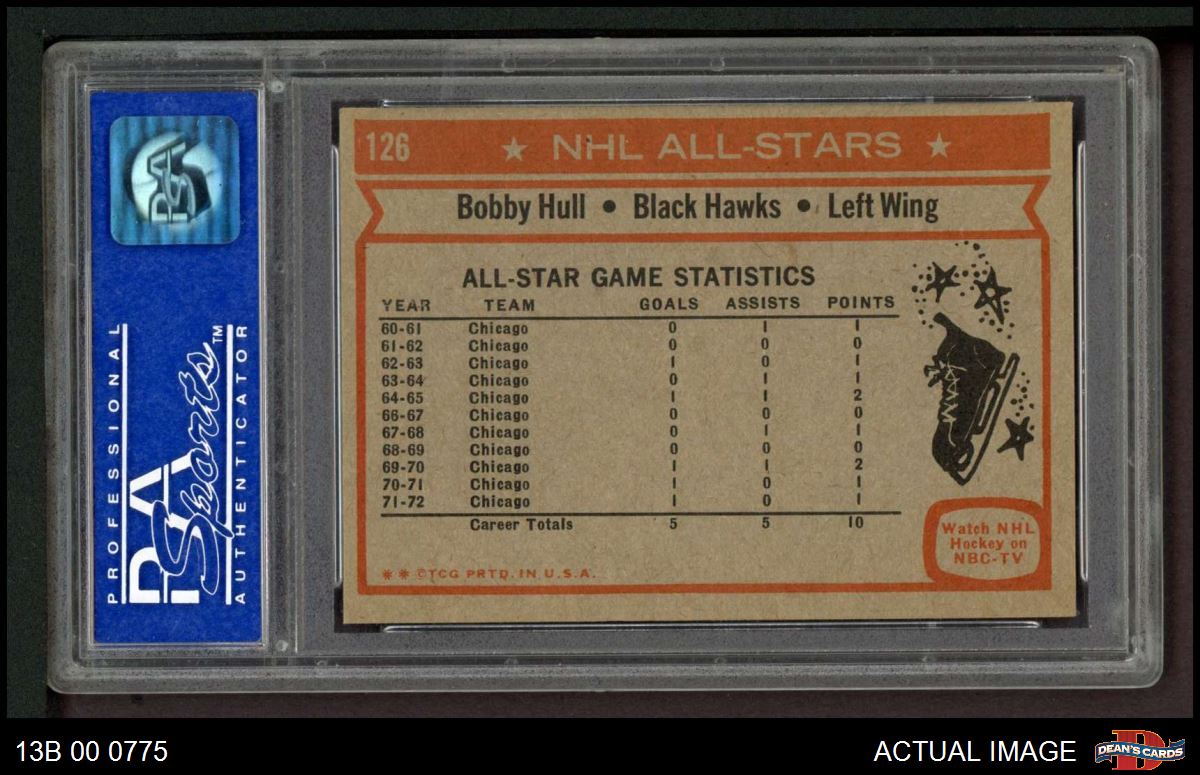 PSA
PROFESSIONAL
PSA Sports™
AUTHENTICATOR
126 ★ NHL ALL-STARS ★
Bobby Hull • Black Hawks • Left Wing
ALL-STAR GAME STATISTICS
YEAR TEAM GOALS ASSISTS POINTS
60-61 Chicago 0 1 1
61-62 Chicago 0 0 0
62-63 Chicago 1 0 1
63-64 Chicago 0 1 1
64-65 Chicago 1 1 2
66-67 Chicago 0 0 0
67-68 Chicago 0 1 1
68-69 Chicago 0 0 0
69-70 Chicago 1 1 2
70-71 Chicago 1 0 1
71-72 Chicago 1 0 1
Career Totals 5 5 10
Watch NHL
Hockey on
NBC-TV
** ©TCG PRTD. IN U.S.A.
13B 00 0775
ACTUAL IMAGE
D
DEAN'S CARDS